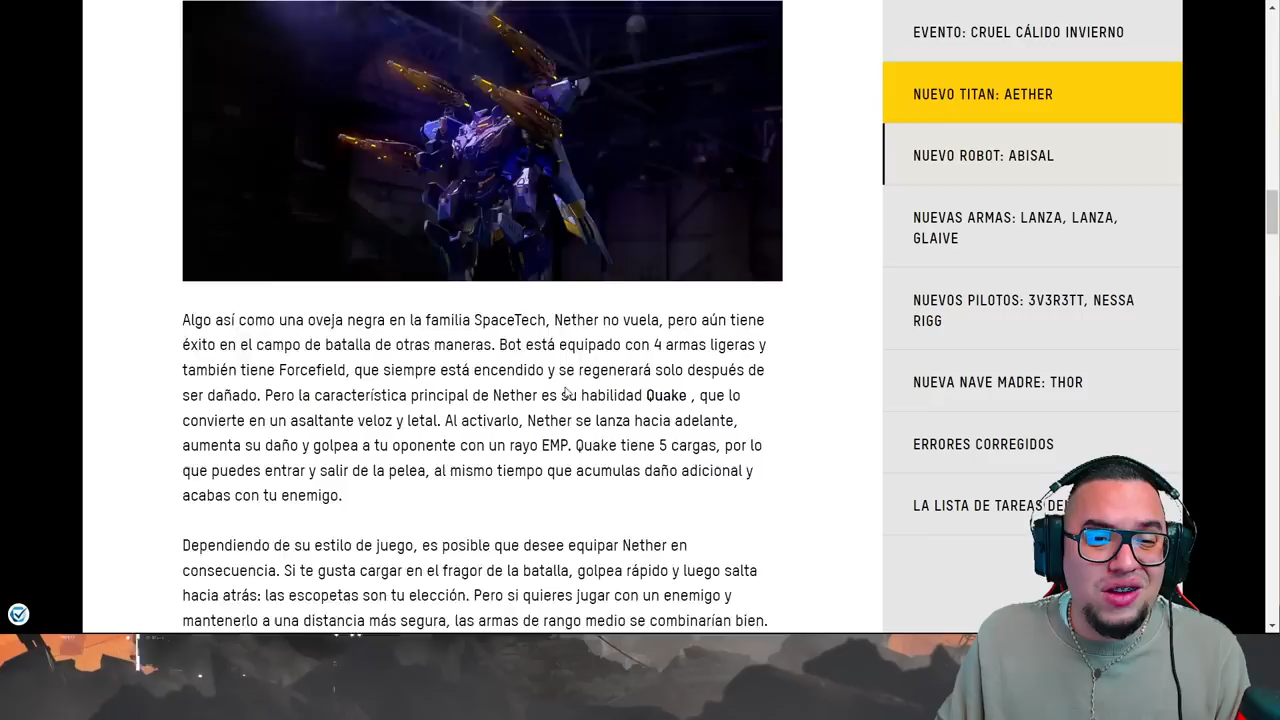 EVENTO: CRUEL CÁLIDO INVIERNO
NUEVO TITAN: AETHER
NUEVO ROBOT: ABISAL
NUEVAS ARMAS: LANZA, LANZA,
GLAIVE
NUEVOS PILOTOS: 3V3R3TT, NESSA
RIGG
NUEVA NAVE MADRE: THOR
ERRORES CORREGIDOS
LA LISTA DE TAREAS
Algo así como una oveja negra en la familia SpaceTech, Nether no vuela, pero aún tiene
éxito en el campo de batalla de otras maneras. Bot está equipado con 4 armas ligeras y
también tiene Forcefield, que siempre está encendido y se regenerará solo después de
ser dañado. Pero la característica principal de Nether es su habilidad Quake , que lo
convierte en un asaltante veloz y letal. Al activarlo, Nether se lanza hacia adelante,
aumenta su daño y golpea a tu oponente con un rayo EMP. Quake tiene 5 cargas, por lo
que puedes entrar y salir de la pelea, al mismo tiempo que acumulas daño adicional y
acabas con tu enemigo.
Dependiendo de su estilo de juego, es posible que desee equipar Nether en
consecuencia. Si te gusta cargar en el fragor de la batalla, golpea rápido y luego salta
hacia atrás: las escopetas son tu elección. Pero si quieres jugar con un enemigo y
mantenerlo a una distancia más segura, las armas de rango medio se combinarían bien.